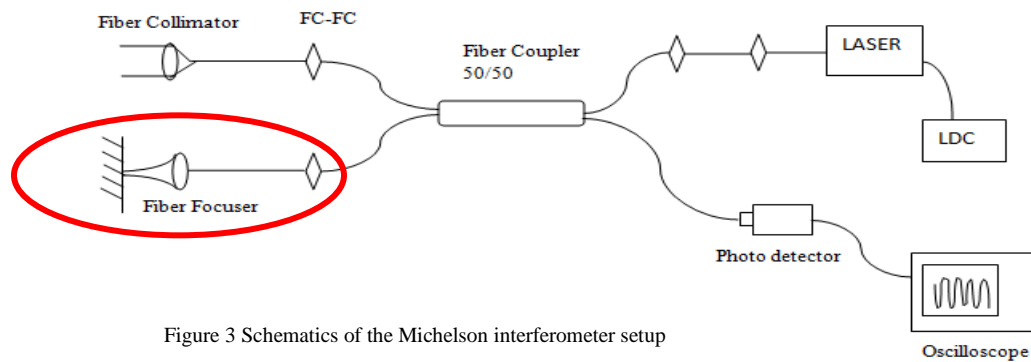 Fiber Collimator
FC-FC
Fiber Coupler
50/50
LASER
LDC
Fiber Focuser
Photo detector
Oscilloscope
Figure 3 Schematics of the Michelson interferometer setup